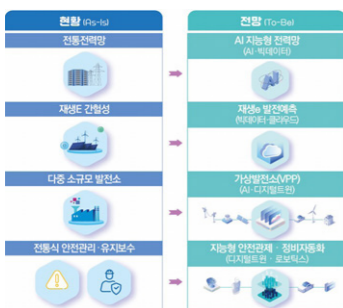 현황 (As-Is)
전망 (To-Be)
전통전력망
AI 지능형 전력망
(AI·빅데이터)
재생E 간헐성
재생e 발전예측
(빅데이터·클라우드)
다중 소규모 발전소
가상발전소(VPP)
(AI·디지털트윈)
전통식 안전관리·유지보수
지능형 안전관제·정비자동화
(디지털트윈·로보틱스)